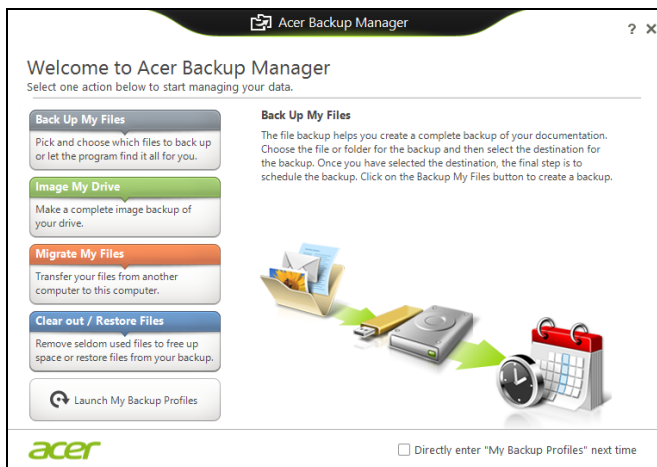 Acer Backup Manager
? X
Welcome to Acer Backup Manager
Select one action below to start managing your data.
Back Up My Files
Pick and choose which files to back up
or let the program find it all for you.
Image My Drive
Make a complete image backup of
your drive.
Migrate My Files
Transfer your files from another
computer to this computer.
Clear out / Restore Files
Remove seldom used files to free up
space or restore files from your backup.
Launch My Backup Profiles
Back Up My Files
The file backup helps you create a complete backup of your documentation.
Choose the file or folder for the backup and then select the destination for
the backup. Once you have selected the destination, the final step is to
schedule the backup. Click on the Backup My Files button to create a backup.
acer
Directly enter "My Backup Profiles" next time